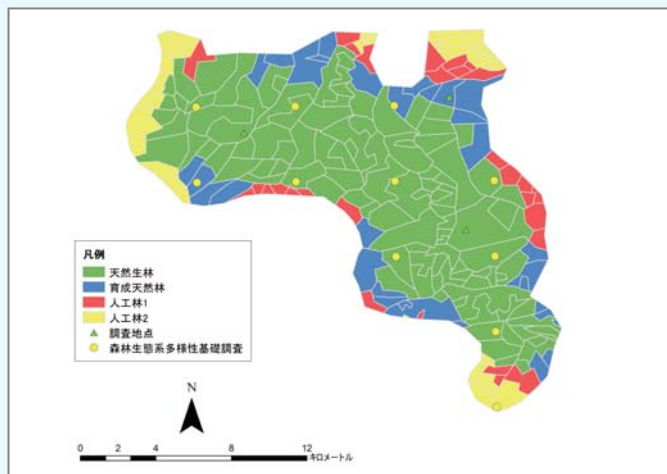 凡例
天然生林
育成天然林
人工林1
人工林2
調査地点
森林生態系多様性基礎調査
N
0 2 4 8 12
キロメートル